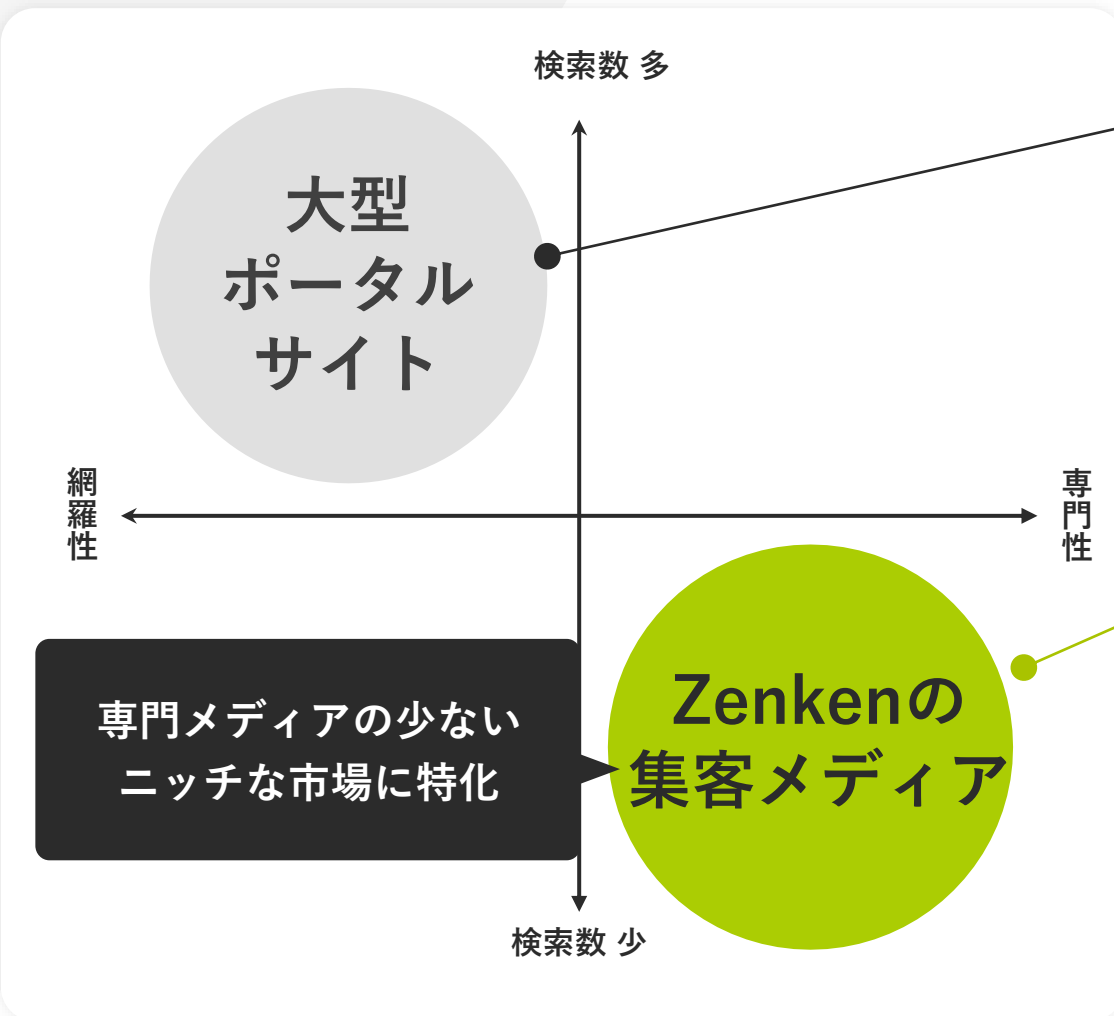 検索数 多
大型
ポータル
サイト
網羅性
専門性
専門メディアの少ない
ニッチな市場に特化
Zenkenの
集客メディア
検索数 少